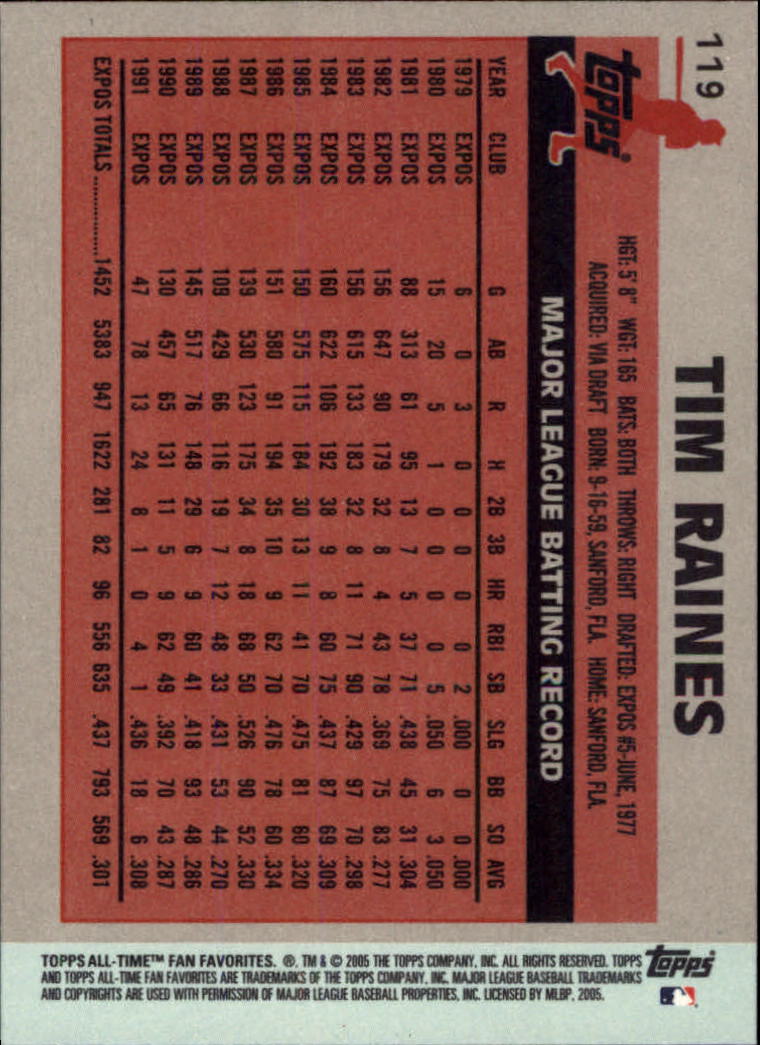 119
TIM RAINES
topps®
HGT: 5' 8" WGT: 165 BATS: BOTH THROWS: RIGHT DRAFTED: EXPOS #5-JUNE, 1977
ACQUIRED: VIA DRAFT BORN: 9-16-59, SANFORD, FLA. HOME: SANFORD, FLA.
MAJOR LEAGUE BATTING RECORD
YEAR CLUB G AB R H 2B 3B HR RBI SB SLG BB SO AVG
1979 EXPOS 6 0 3 0 0 0 0 0 2 .000 0 0 .000
1980 EXPOS 15 20 5 1 0 0 0 0 5 .050 6 3 .050
1981 EXPOS 88 313 61 95 13 7 5 37 71 .438 45 31 .304
1982 EXPOS 156 647 90 179 32 8 4 43 78 .369 75 83 .277
1983 EXPOS 156 615 133 183 32 8 11 71 90 .429 97 70 .298
1984 EXPOS 160 622 106 192 38 9 8 60 75 .437 87 69 .309
1985 EXPOS 150 575 115 184 30 13 11 41 70 .475 81 60 .320
1986 EXPOS 151 580 91 194 35 10 9 62 70 .476 78 60 .334
1987 EXPOS 139 530 123 175 34 8 18 68 50 .526 90 52 .330
1988 EXPOS 109 429 66 116 19 7 12 48 33 .431 53 44 .270
1989 EXPOS 145 517 76 148 29 6 9 60 41 .418 93 48 .286
1990 EXPOS 130 457 65 131 11 5 9 62 49 .392 70 43 .287
1991 EXPOS 47 78 13 24 8 1 0 4 1 .436 18 6 .308
EXPOS TOTALS ............... 1452 5383 947 1622 281 82 96 556 635 .437 793 569 .301
TOPPS ALL-TIME™ FAN FAVORITES. ®, TM & © 2005 THE TOPPS COMPANY, INC. ALL RIGHTS RESERVED. TOPPS
AND TOPPS ALL-TIME FAN FAVORITES ARE TRADEMARKS OF THE TOPPS COMPANY, INC. MAJOR LEAGUE BASEBALL TRADEMARKS
AND COPYRIGHTS ARE USED WITH PERMISSION OF MAJOR LEAGUE BASEBALL PROPERTIES, INC. LICENSED BY MLBP, 2005.
topps